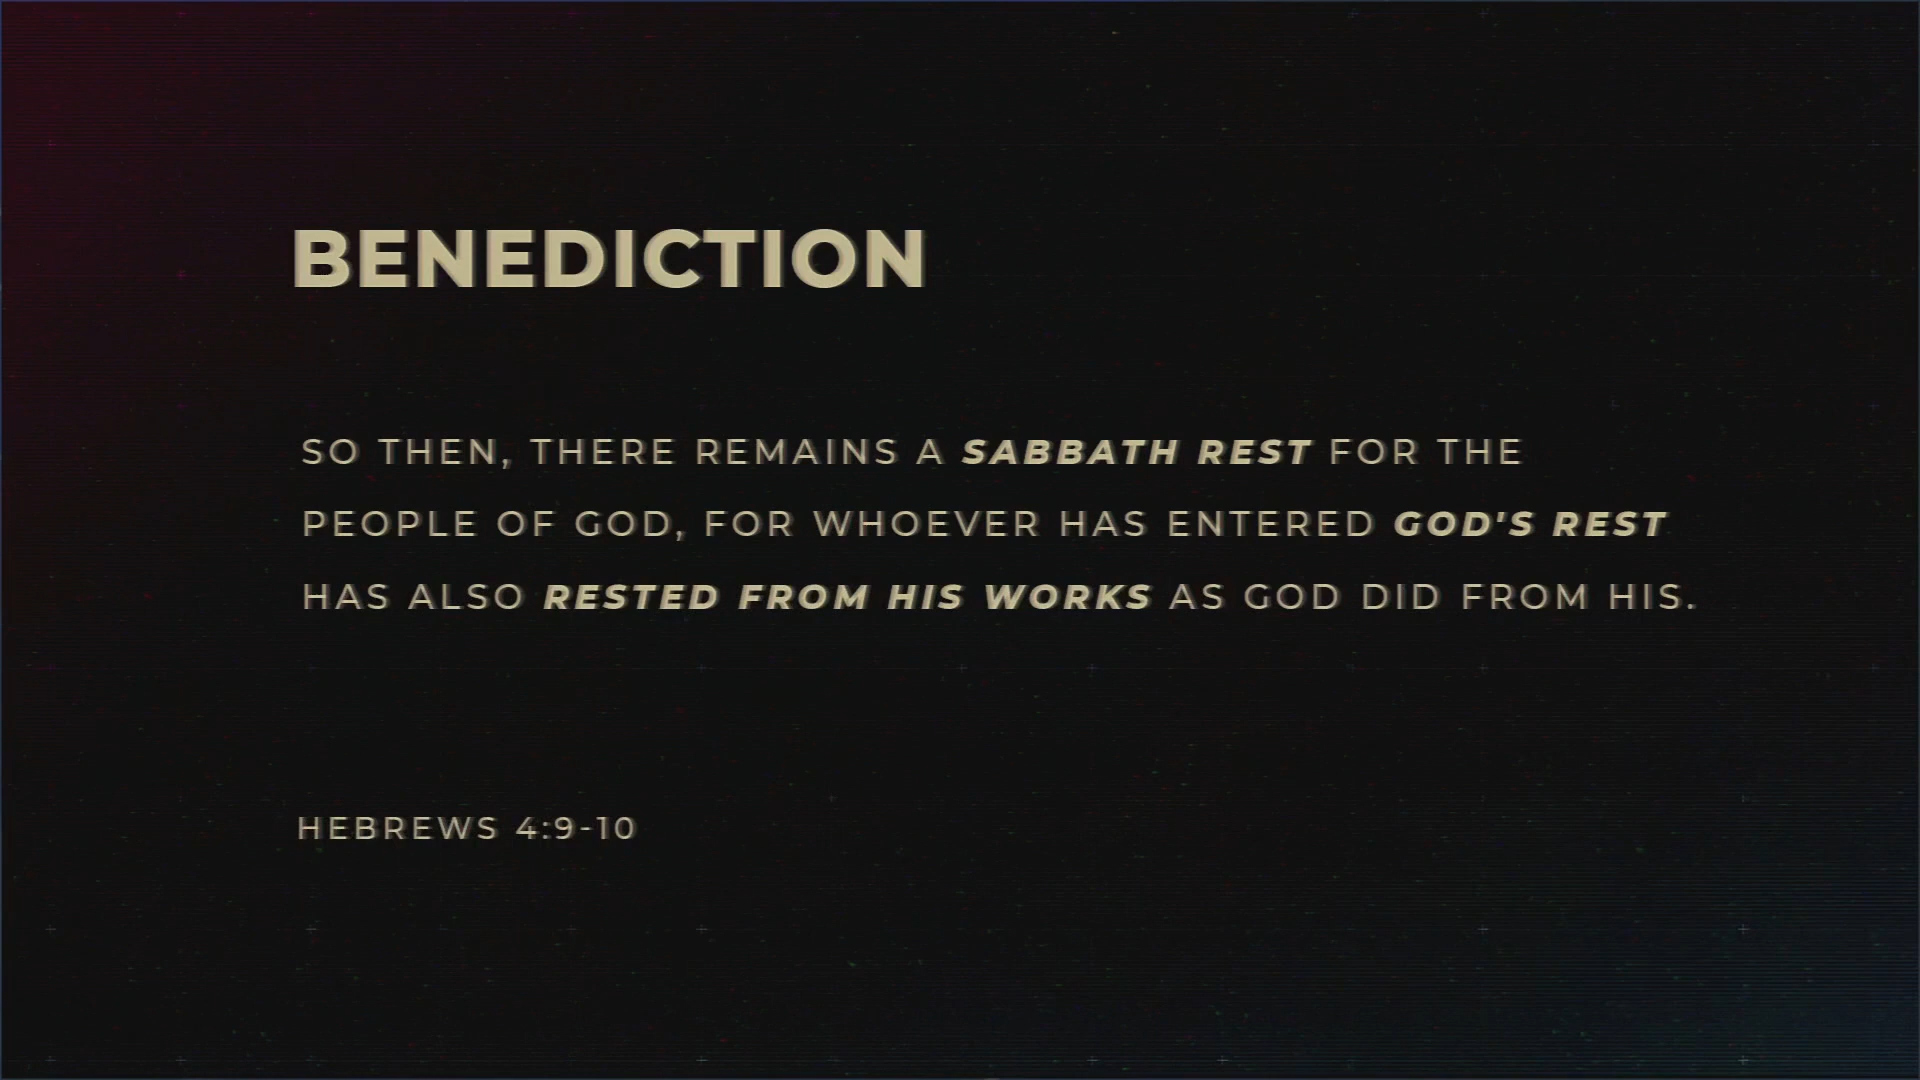 BENEDICTION
SO THEN, THERE REMAINS A SABBATH REST FOR THE
PEOPLE OF GOD, FOR WHOEVER HAS ENTERED GOD'S REST
HAS ALSO RESTED FROM HIS WORKS AS GOD DID FROM HIS.
HEBREWS 4:9-10